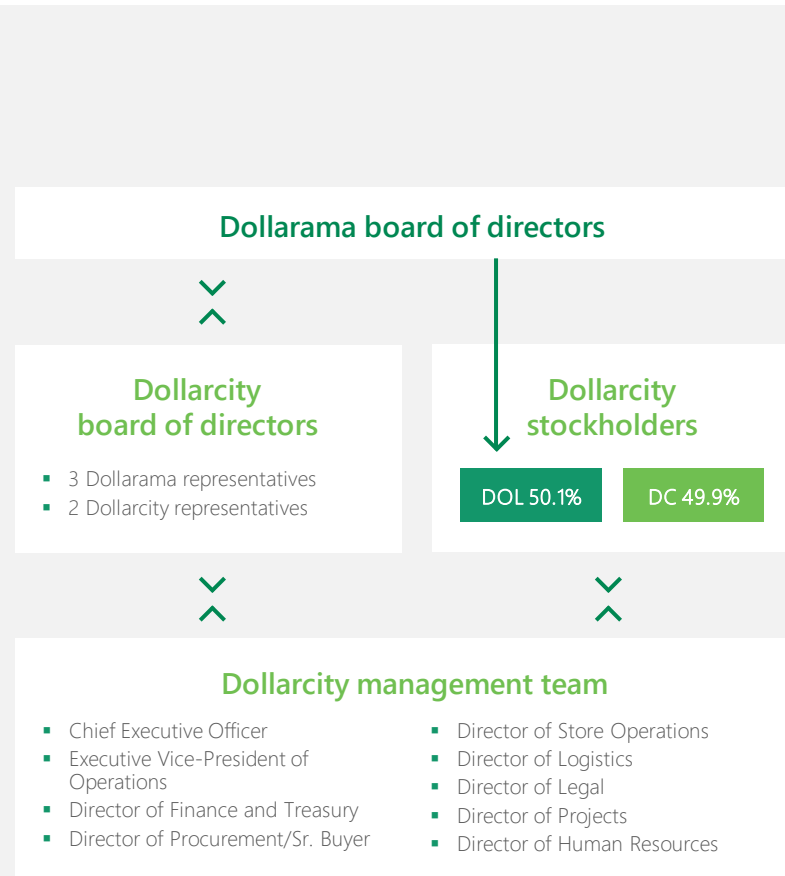 Dollarama board of directors
Dollarcity
board of directors
▪ 3 Dollarama representatives
▪ 2 Dollarcity representatives
Dollarcity
stockholders
DOL 50.1%
DC 49.9%
Dollarcity management team
▪ Chief Executive Officer
▪ Executive Vice-President of
Operations
▪ Director of Finance and Treasury
▪ Director of Procurement/Sr. Buyer
▪ Director of Store Operations
▪ Director of Logistics
▪ Director of Legal
▪ Director of Projects
▪ Director of Human Resources